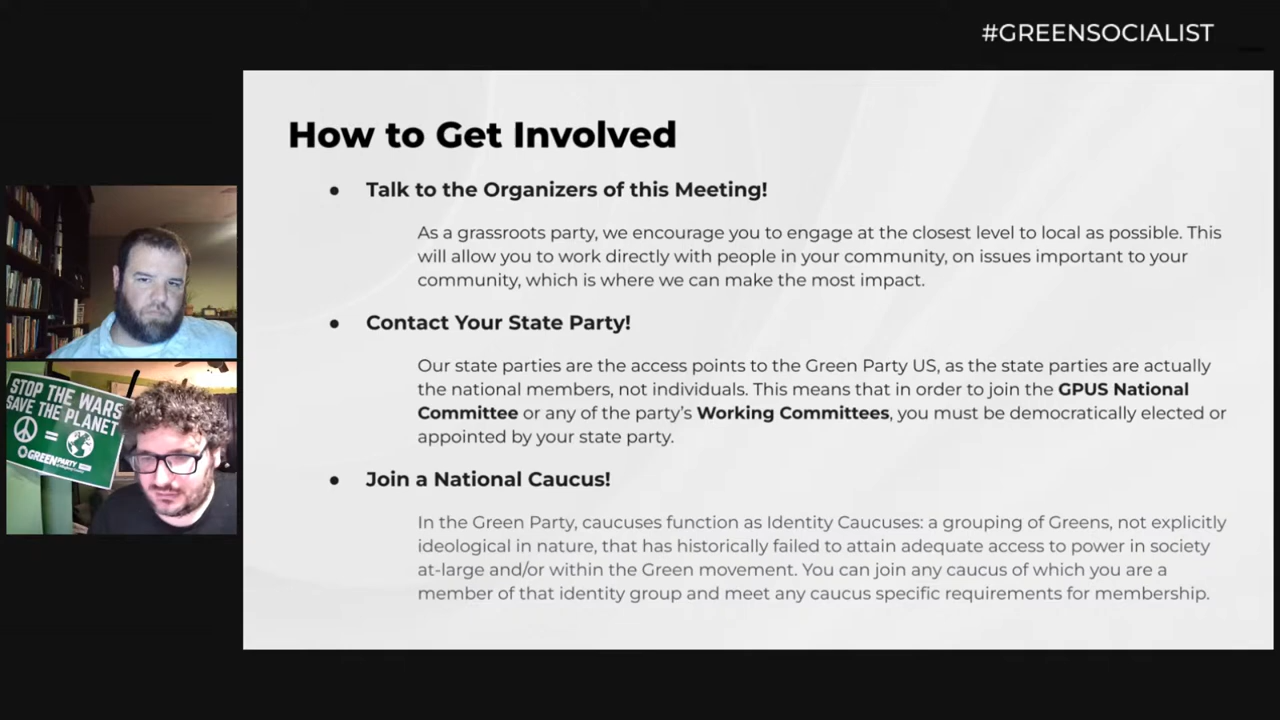 #GREENSOCIALIST
How to Get Involved
● Talk to the Organizers of this Meeting!
As a grassroots party, we encourage you to engage at the closest level to local as possible. This
will allow you to work directly with people in your community, on issues important to your
community, which is where we can make the most impact.
● Contact Your State Party!
Our state parties are the access points to the Green Party US, as the state parties are actually
the national members, not individuals. This means that in order to join the GPUS National
Committee or any of the party's Working Committees, you must be democratically elected or
appointed by your state party.
● Join a National Caucus!
In the Green Party, caucuses function as Identity Caucuses: a grouping of Greens, not explicitly
ideological in nature, that has historically failed to attain adequate access to power in society
at-large and/or within the Green movement. You can join any caucus of which you are a
member of that identity group and meet any caucus specific requirements for membership.
STOP THE WARS
SAVE THE PLANET
=
GREEN PARTY